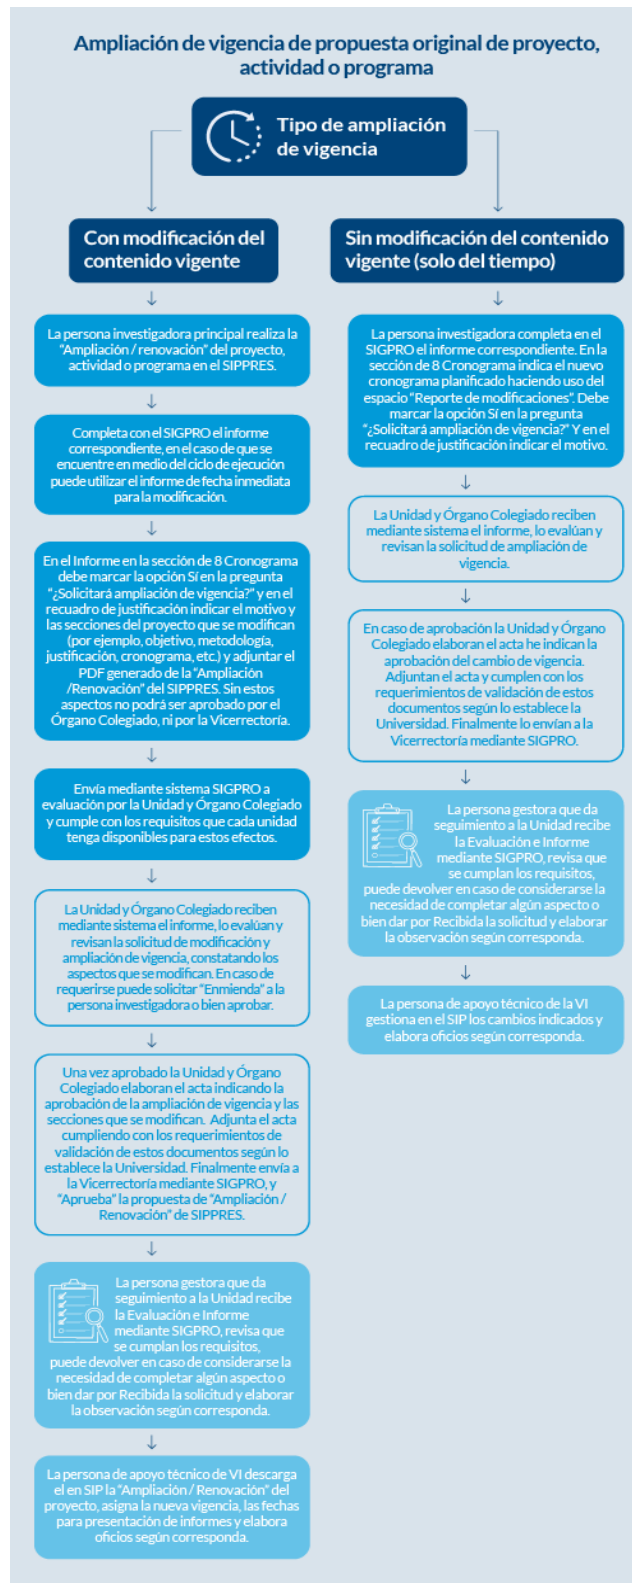 Ampliación de vigencia de propuesta original de proyecto,
actividad o programa
Tipo de ampliación
de vigencia
Con modificación del
contenido vigente
La persona investigadora principal realiza la
“Ampliación / renovación” del proyecto,
actividad o programa en el SIPPRES.
Completa con el SIGPRO el informe
correspondiente, en el caso de que se
encuentre en medio del ciclo de ejecución
puede utilizar el informe de fecha inmediata
para la modificación.
En el Informe en la sección de 8 Cronograma
debe marcar la opción Sí en la pregunta
“¿Solicitará ampliación de vigencia?” y en el
recuadro de justificación indicar el motivo y
las secciones del proyecto que se modifican
(por ejemplo, objetivo, metodología,
justificación, cronograma, etc.) y adjuntar el
PDF generado de la “Ampliación
/Renovación” del SIPPRES. Sin estos
aspectos no podrá ser aprobado por el
Órgano Colegiado, ni por la Vicerrectoría.
Envía mediante sistema SIGPRO a
evaluación por la Unidad y Órgano Colegiado
y cumple con los requisitos que cada unidad
tenga disponibles para estos efectos.
La Unidad y Órgano Colegiado reciben
mediante sistema el informe, lo evalúan y
revisan la solicitud de modificación y
ampliación de vigencia, constatando los
aspectos que se modifican. En caso de
requerirse puede solicitar “Enmienda” a la
persona investigadora o bien aprobar.
Una vez aprobado la Unidad y Órgano
Colegiado elaboran el acta indicando la
aprobación de la ampliación de vigencia y las
secciones que se modifican. Adjunta el acta
cumpliendo con los requerimientos de
validación de estos documentos según lo
establece la Universidad. Finalmente envía a
la Vicerrectoría mediante SIGPRO, y
“Aprueba” la propuesta de “Ampliación /
Renovación” de SIPPRES.
La persona gestora que da
seguimiento a la Unidad recibe
la Evaluación e Informe
mediante SIGPRO, revisa que
se cumplan los requisitos,
puede devolver en caso de considerarse la
necesidad de completar algún aspecto o
bien dar por Recibida la solicitud y elaborar
la observación según corresponda.
La persona de apoyo técnico de VI descarga
el en SIP la “Ampliación / Renovación” del
proyecto, asigna la nueva vigencia, las fechas
para presentación de informes y elabora
oficios según corresponda.
Sin modificación del contenido
vigente (solo del tiempo)
La persona investigadora completa en el
SIGPRO el informe correspondiente. En la
sección de 8 Cronograma indica el nuevo
cronograma planificado haciendo uso del
espacio “Reporte de modificaciones”. Debe
marcar la opción Sí en la pregunta
“¿Solicitará ampliación de vigencia?” Y en el
recuadro de justificación indicar el motivo.
La Unidad y Órgano Colegiado reciben
mediante sistema el informe, lo evalúan y
revisan la solicitud de ampliación de
vigencia.
En caso de aprobación la Unidad y Órgano
Colegiado elaboran el acta he indican la
aprobación del cambio de vigencia.
Adjuntan el acta y cumplen con los
requerimientos de validación de estos
documentos según lo establece la
Universidad. Finalmente lo envían a la
Vicerrectoría mediante SIGPRO.
La persona gestora que da
seguimiento a la Unidad recibe
la Evaluación e Informe
mediante SIGPRO, revisa que
se cumplan los requisitos,
puede devolver en caso de considerarse la
necesidad de completar algún aspecto o
bien dar por Recibida la solicitud y elaborar
la observación según corresponda.
La persona de apoyo técnico de la VI
gestiona en el SIP los cambios indicados y
elabora oficios según corresponda.